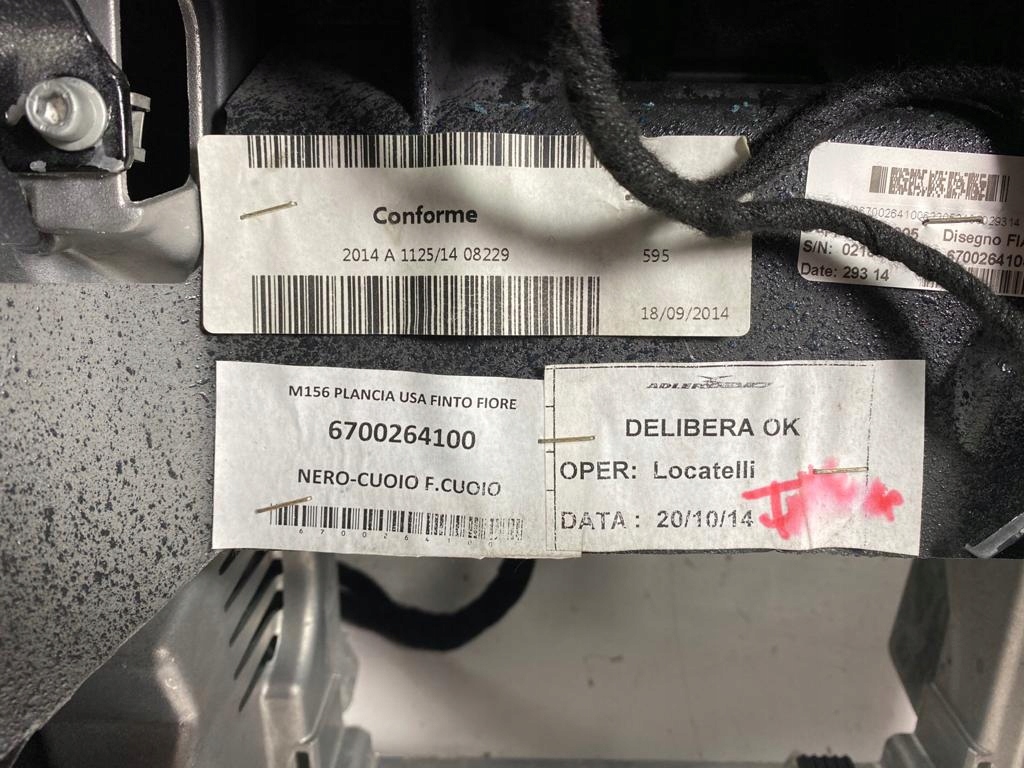 Conforme
2014 A 1125/14 08229
595
18/09/2014
Disegno
S/N:
Date: 293 14
M156 PLANCIA USA FINTO FIORE
6700264100
NERO-CUOIO F.CUOIO
DELIBERA OK
OPER: Locatelli
DATA : 20/10/14